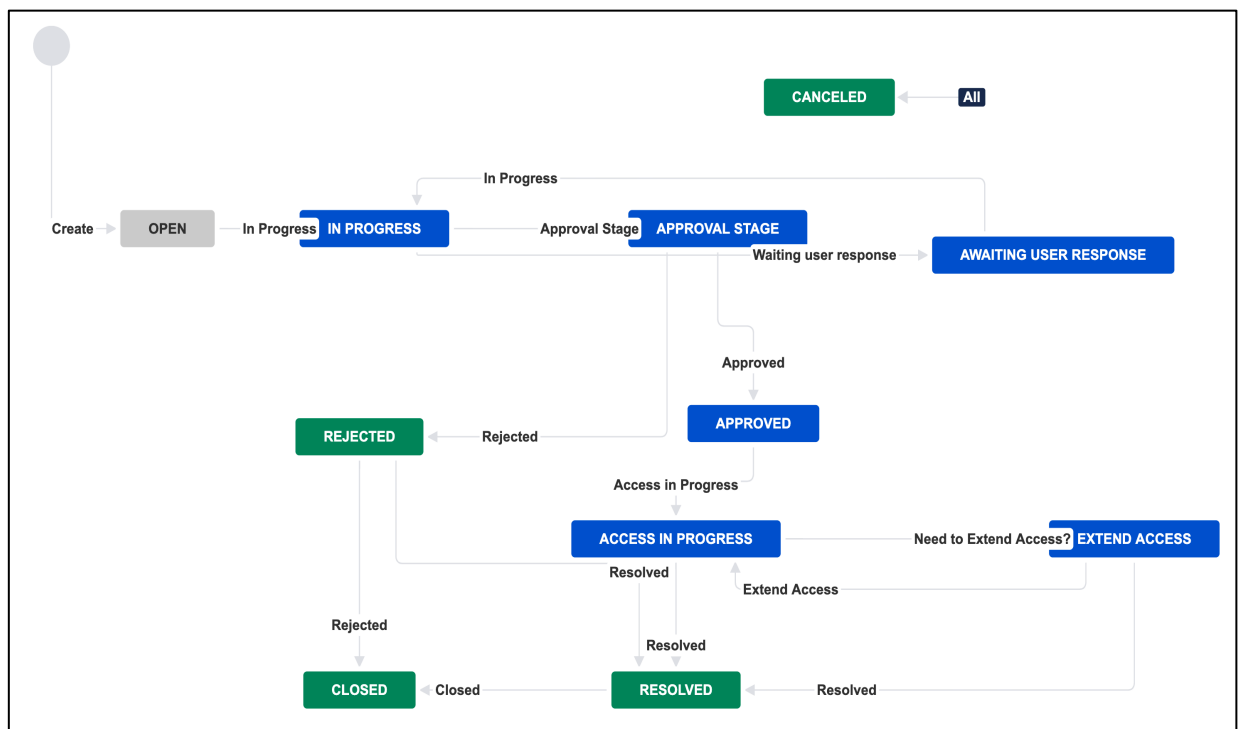 CANCELED
All
In Progress
Create
OPEN
In Progress
IN PROGRESS
Approval Stage
APPROVAL STAGE
Waiting user response
AWAITING USER RESPONSE
Approved
APPROVED
REJECTED
Rejected
Access in Progress
ACCESS IN PROGRESS
Need to Extend Access?
EXTEND ACCESS
Resolved
Extend Access
Rejected
Resolved
CLOSED
Closed
RESOLVED
Resolved